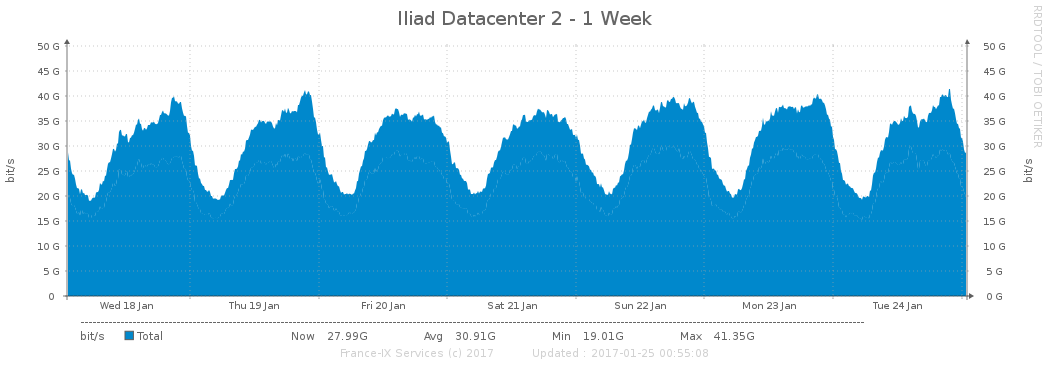 Iliad Datacenter 2 - 1 Week
RRDTOOL / TOBI OETIKER
bit/s
50 G 50 G
45 G 45 G
40 G 40 G
35 G 35 G
30 G 30 G
25 G 25 G
20 G 20 G
15 G 15 G
10 G 10 G
5 G 5 G
0 0 G
bit/s
Wed 18 Jan Thu 19 Jan Fri 20 Jan Sat 21 Jan Sun 22 Jan Mon 23 Jan Tue 24 Jan
bit/s Total Now 27.99G Avg 30.91G Min 19.01G Max 41.35G
France-IX Services (c) 2017 Updated : 2017-01-25 00:55:08